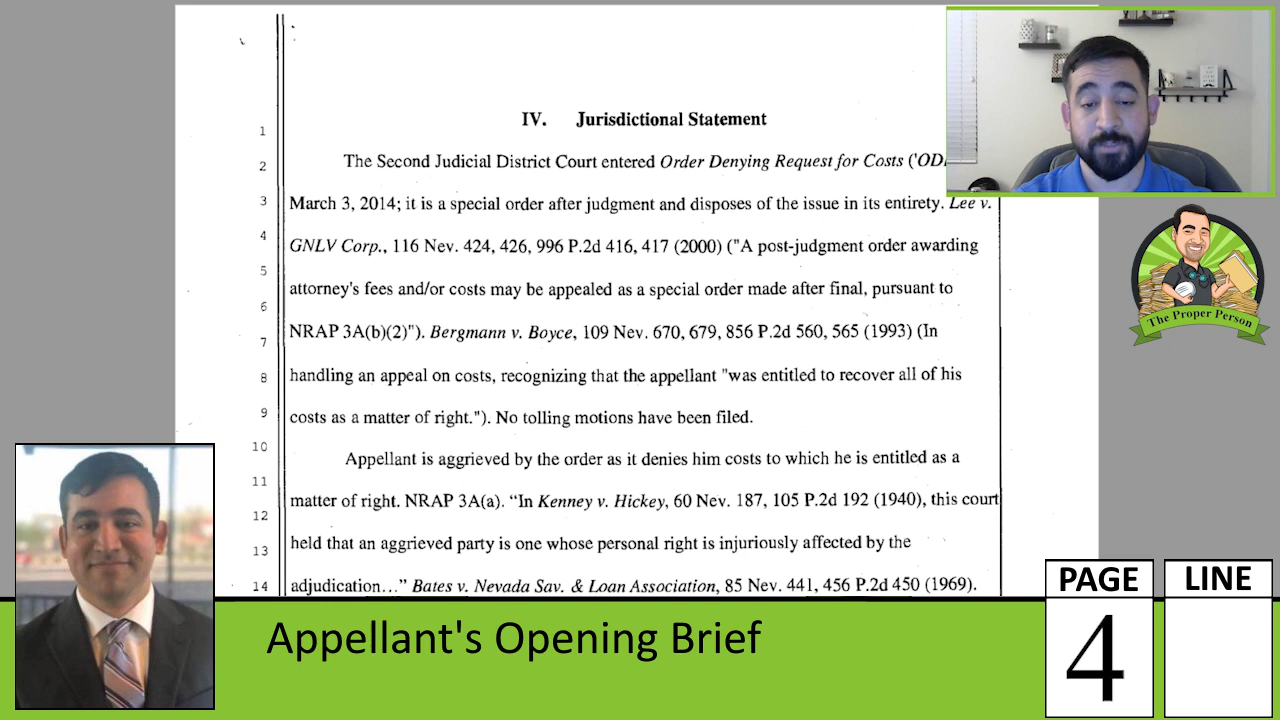 IV. Jurisdictional Statement
1
2 The Second Judicial District Court entered Order Denying Request for Costs
3 March 3, 2014; it is a special order after judgment and disposes of the issue in its entirety. Lee v.
4 GNLV Corp., 116 Nev. 424, 426, 996 P.2d 416, 417 (2000) ("A post-judgment order awarding
5 attorney's fees and/or costs may be appealed as a special order made after final, pursuant to
6
7 NRAP 3A(b)(2)"). Bergmann v. Boyce, 109 Nev. 670, 679, 856 P.2d 560, 565 (1993) (In
8 handling an appeal on costs, recognizing that the appellant "was entitled to recover all of his
9 costs as a matter of right."). No tolling motions have been filed.
10 Appellant is aggrieved by the order as it denies him costs to which he is entitled as a
11
12 matter of right. NRAP 3A(a). “In Kenney v. Hickey, 60 Nev. 187, 105 P.2d 192 (1940), this court
13 held that an aggrieved party is one whose personal right is injuriously affected by the
14 adjudication…” Bates v. Nevada Sav. & Loan Association, 85 Nev. 441, 456 P.2d 450 (1969).
The Proper Person
Appellant's Opening Brief
PAGE
4
LINE